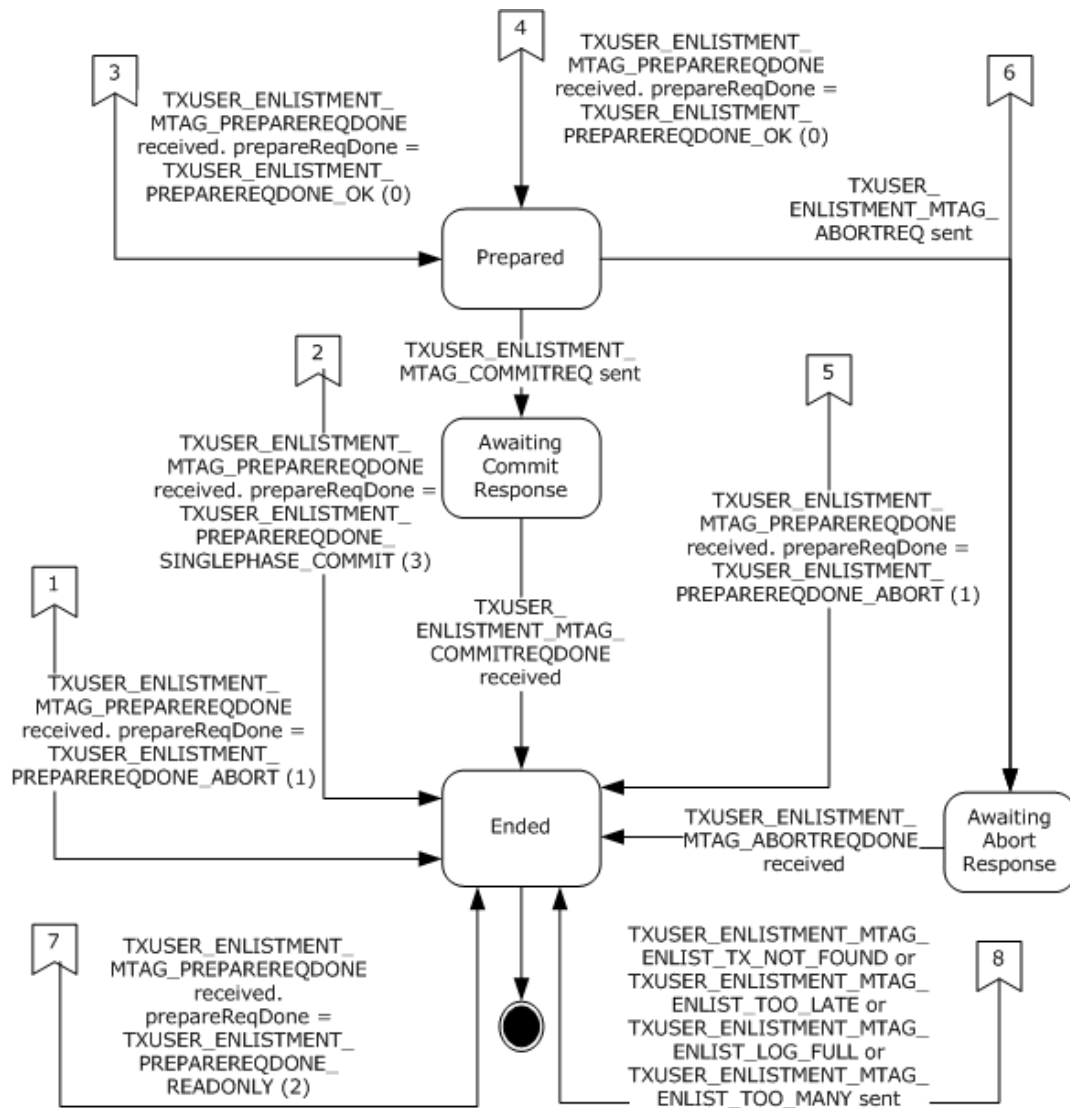 4
TXUSER_ENLISTMENT_
MTAG_PREPAREREQDONE
received. prepareReqDone =
TXUSER_ENLISTMENT_
PREPAREREQDONE_OK (0)
3
TXUSER_ENLISTMENT_
MTAG_PREPAREREQDONE
received. prepareReqDone =
TXUSER_ENLISTMENT_
PREPAREREQDONE_OK (0)
6
TXUSER_
ENLISTMENT_MTAG_
ABORTREQ sent
Prepared
TXUSER_ENLISTMENT_
MTAG_COMMITREQ sent
2
TXUSER_ENLISTMENT_
MTAG_PREPAREREQDONE
received. prepareReqDone =
TXUSER_ENLISTMENT_
PREPAREREQDONE_
SINGLEPHASE_COMMIT (3)
5
TXUSER_ENLISTMENT_
MTAG_PREPAREREQDONE
received. prepareReqDone =
TXUSER_ENLISTMENT_
PREPAREREQDONE_ABORT (1)
Awaiting
Commit
Response
TXUSER_
ENLISTMENT_MTAG_
COMMITREQDONE
received
1
TXUSER_ENLISTMENT_
MTAG_PREPAREREQDONE
received. prepareReqDone =
TXUSER_ENLISTMENT_
PREPAREREQDONE_ABORT (1)
Ended
TXUSER_ENLISTMENT_
MTAG_ABORTREQDONE
received
Awaiting
Abort
Response
7
TXUSER_ENLISTMENT_
MTAG_PREPAREREQDONE
received.
prepareReqDone =
TXUSER_ENLISTMENT_
PREPAREREQDONE_
READONLY (2)
TXUSER_ENLISTMENT_MTAG_
ENLIST_TX_NOT_FOUND or
TXUSER_ENLISTMENT_MTAG_
ENLIST_TOO_LATE or
TXUSER_ENLISTMENT_MTAG_
ENLIST_LOG_FULL or
TXUSER_ENLISTMENT_MTAG_
ENLIST_TOO_MANY sent
8